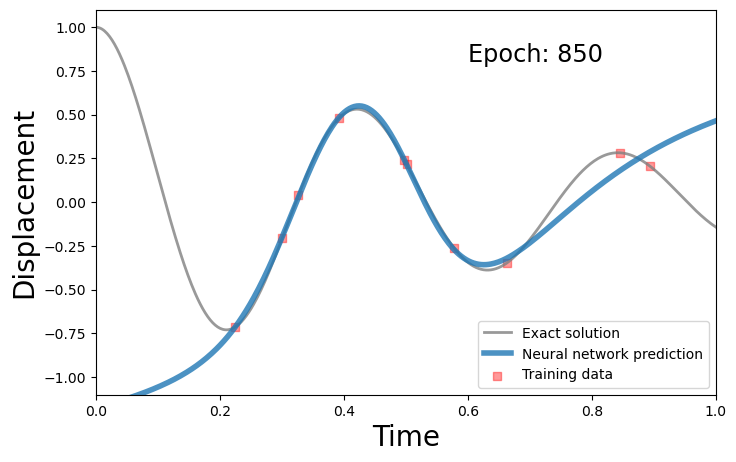 1.00
0.75
0.50
0.25
0.00
−0.25
−0.50
−0.75
−1.00
Displacement
Epoch: 850
Exact solution
Neural network prediction
Training data
0.0 0.2 0.4 0.6 0.8 1.0
Time